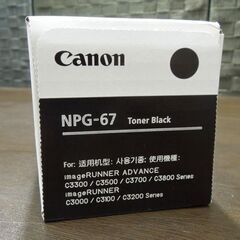 Canon
NPG-67 Toner Black
For: 适用机型: 사용기종: 使用機種:
imageRUNNER ADVANCE
C3300 / C3500 / C3700 / C3800 Series
imageRUNNER
C3000 / C3100 / C3200 Series